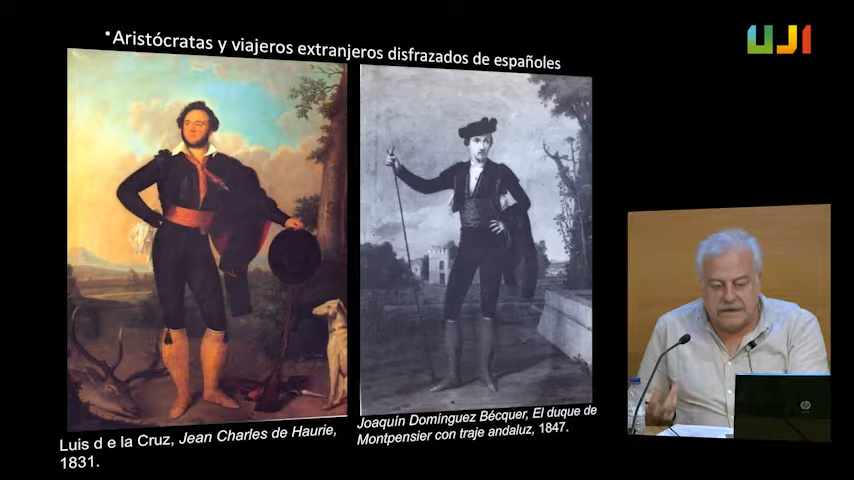 UJI
•Aristócratas y viajeros extranjeros disfrazados de españoles
Luis d e la Cruz, Jean Charles de Haurie,
1831.
Joaquín Domínguez Bécquer, El duque de
Montpensier con traje andaluz, 1847.
hp